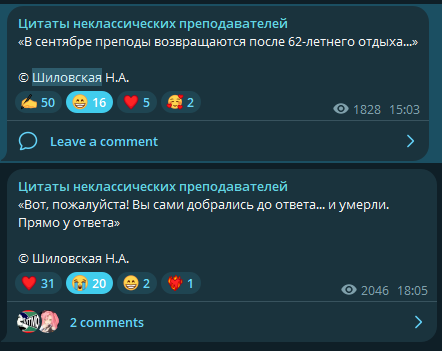 Цитаты неклассических преподавателей
«В сентябре преподы возвращаются после 62-летнего отдыха...»
© Шиловская Н.А.
✍️ 50 😁 16 ❤️ 5 🥰 2
1828 15:03
Leave a comment
Цитаты неклассических преподавателей
«Вот, пожалуйста! Вы сами добрались до ответа... и умерли.
Прямо у ответа»
© Шиловская Н.А.
❤️ 31 😭 20 😁 2 ❤️‍🔥 1
2046 18:05
2 comments